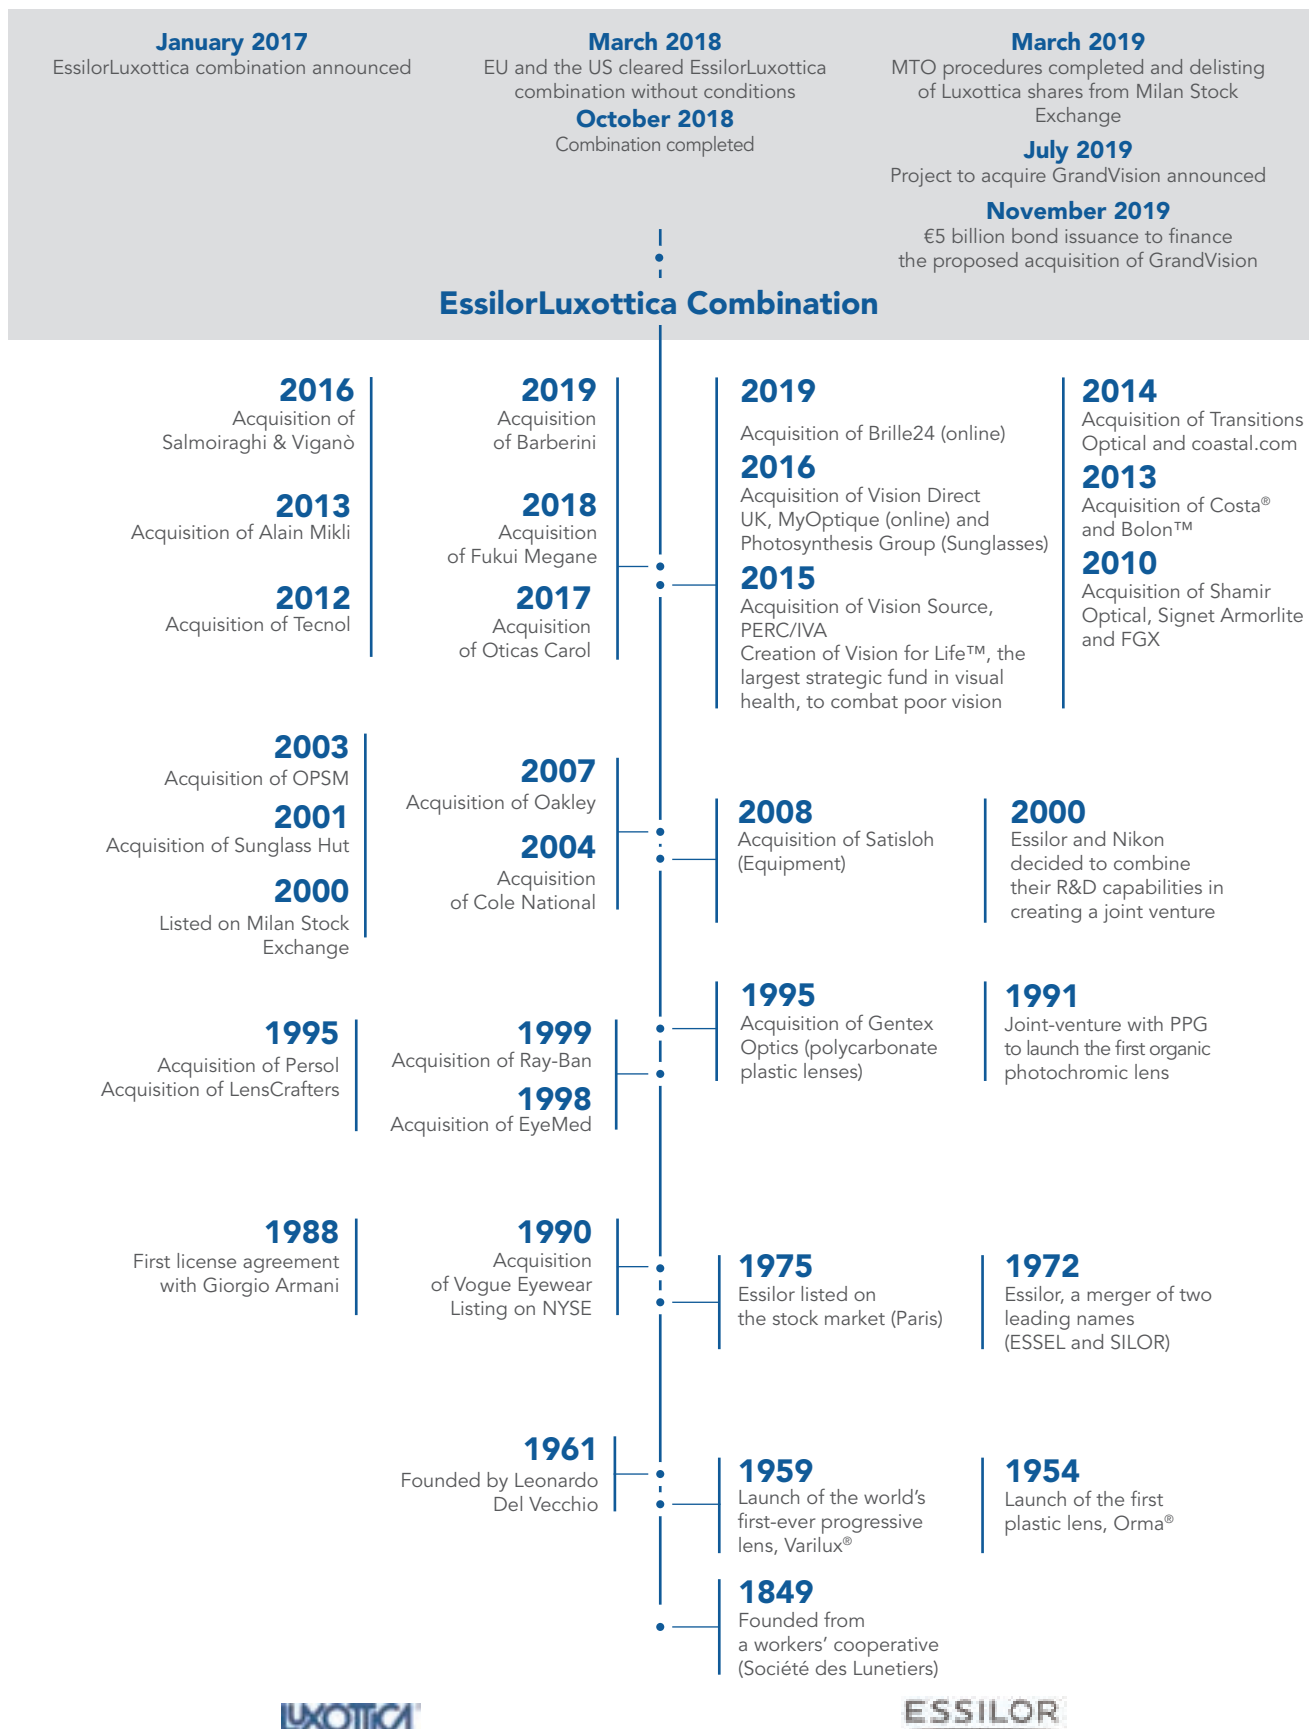 January 2017
EssilorLuxottica combination announced
March 2018
EU and the US cleared EssilorLuxottica
combination without conditions
October 2018
Combination completed
March 2019
MTO procedures completed and delisting
of Luxottica shares from Milan Stock
Exchange
July 2019
Project to acquire GrandVision announced
November 2019
€5 billion bond issuance to finance
the proposed acquisition of GrandVision
EssilorLuxottica Combination
2016
Acquisition of
Salmoiraghi & Viganò
2013
Acquisition of Alain Mikli
2012
Acquisition of Tecnol
2019
Acquisition
of Barberini
2018
Acquisition
of Fukui Megane
2017
Acquisition
of Oticas Carol
2019
Acquisition of Brille24 (online)
2016
Acquisition of Vision Direct
UK, MyOptique (online) and
Photosynthesis Group (Sunglasses)
2015
Acquisition of Vision Source,
PERC/IVA
Creation of Vision for Life™, the
largest strategic fund in visual
health, to combat poor vision
2014
Acquisition of Transitions
Optical and coastal.com
2013
Acquisition of Costa®
and Bolon™
2010
Acquisition of Shamir
Optical, Signet Armorlite
and FGX
2003
Acquisition of OPSM
2001
Acquisition of Sunglass Hut
2000
Listed on Milan Stock
Exchange
2007
Acquisition of Oakley
2004
Acquisition
of Cole National
2008
Acquisition of Satisloh
(Equipment)
2000
Essilor and Nikon
decided to combine
their R&D capabilities in
creating a joint venture
1995
Acquisition of Persol
Acquisition of LensCrafters
1999
Acquisition of Ray-Ban
1998
Acquisition of EyeMed
1995
Acquisition of Gentex
Optics (polycarbonate
plastic lenses)
1991
Joint-venture with PPG
to launch the first organic
photochromic lens
1988
First license agreement
with Giorgio Armani
1990
Acquisition
of Vogue Eyewear
Listing on NYSE
1975
Essilor listed on
the stock market (Paris)
1972
Essilor, a merger of two
leading names
(ESSEL and SILOR)
1961
Founded by Leonardo
Del Vecchio
1959
Launch of the world's
first-ever progressive
lens, Varilux®
1954
Launch of the first
plastic lens, Orma®
1849
Founded from
a workers' cooperative
(Société des Lunetiers)
LUXOTTICA
ESSILOR